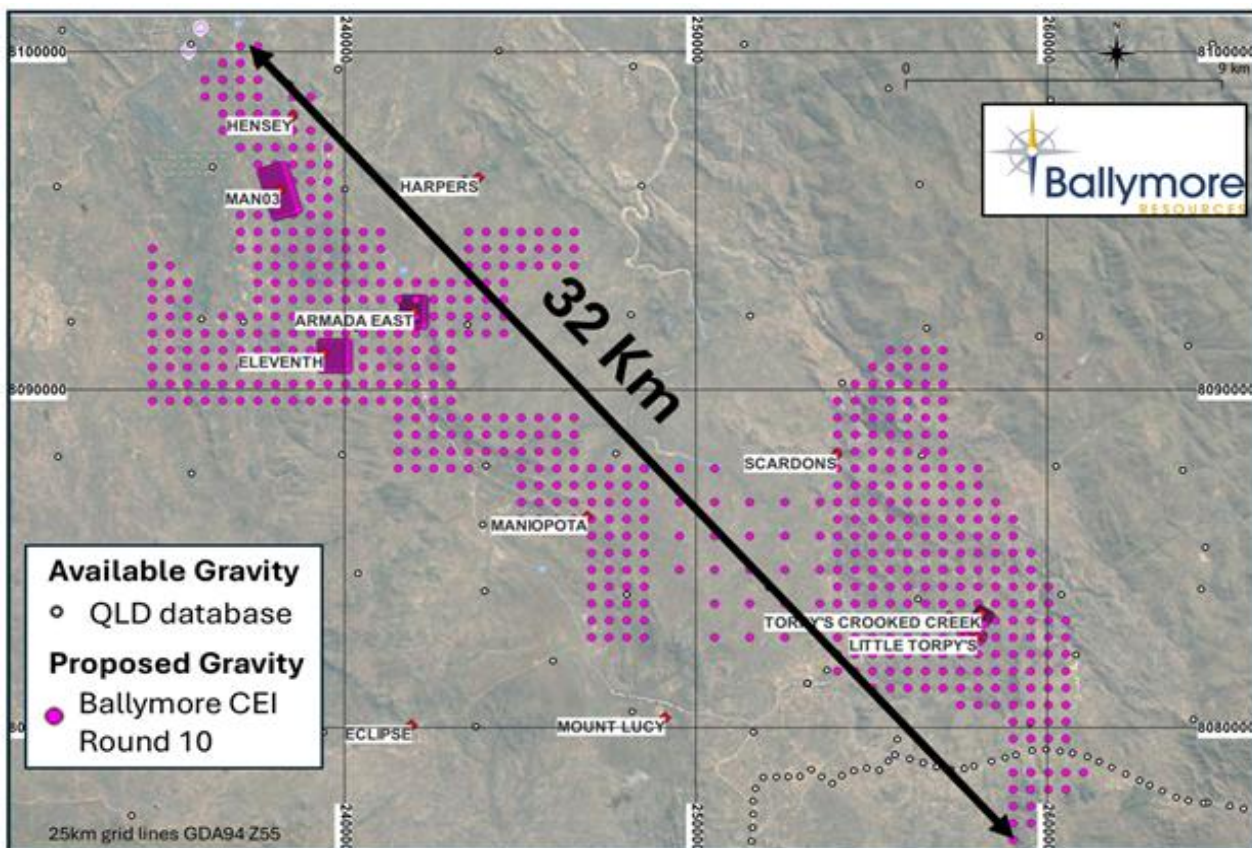 240000
250000
260000
8100000
8100000
0
9 km
HENSEY
Ballymore
RESOURCES
HARPERS
MAN03
32 Km
ARMADA EAST
ELEVENTH
8090000
8090000
SCARDONS
MANIOPOTA
Available Gravity
QLD database
Proposed Gravity
Ballymore CEI
Round 10
TORPY'S CROOKED CREEK
LITTLE TORPY'S
ECLIPSE
MOUNT LUCY
8080000
8080000
25km grid lines GDA94 Z55
240000
250000
260000